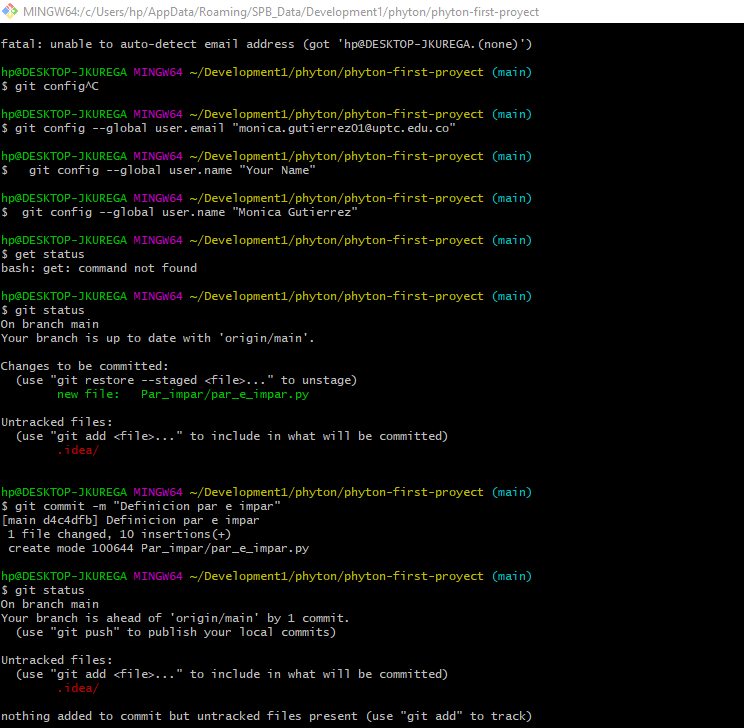 MINGW64:/c/Users/hp/AppData/Roaming/SPB_Data/Development1/phyton/phyton-first-proyect
fatal: unable to auto-detect email address (got 'hp@DESKTOP-JKUREGA.(none)')
hp@DESKTOP-JKUREGA MINGW64 ~/Development1/phyton/phyton-first-proyect (main)
$ git config^C
hp@DESKTOP-JKUREGA MINGW64 ~/Development1/phyton/phyton-first-proyect (main)
$ git config --global user.email "monica.gutierrez01@uptc.edu.co"
hp@DESKTOP-JKUREGA MINGW64 ~/Development1/phyton/phyton-first-proyect (main)
$   git config --global user.name "Your Name"
hp@DESKTOP-JKUREGA MINGW64 ~/Development1/phyton/phyton-first-proyect (main)
$  git config --global user.name "Monica Gutierrez"
hp@DESKTOP-JKUREGA MINGW64 ~/Development1/phyton/phyton-first-proyect (main)
$ get status
bash: get: command not found
hp@DESKTOP-JKUREGA MINGW64 ~/Development1/phyton/phyton-first-proyect (main)
$ git status
On branch main
Your branch is up to date with 'origin/main'.
Changes to be committed:
  (use "git restore --staged <file>..." to unstage)
        new file:   Par_impar/par_e_impar.py
Untracked files:
  (use "git add <file>..." to include in what will be committed)
        .idea/
hp@DESKTOP-JKUREGA MINGW64 ~/Development1/phyton/phyton-first-proyect (main)
$ git commit -m "Definicion par e impar"
[main d4c4dfb] Definicion par e impar
 1 file changed, 10 insertions(+)
 create mode 100644 Par_impar/par_e_impar.py
hp@DESKTOP-JKUREGA MINGW64 ~/Development1/phyton/phyton-first-proyect (main)
$ git status
On branch main
Your branch is ahead of 'origin/main' by 1 commit.
  (use "git push" to publish your local commits)
Untracked files:
  (use "git add <file>..." to include in what will be committed)
        .idea/
nothing added to commit but untracked files present (use "git add" to track)